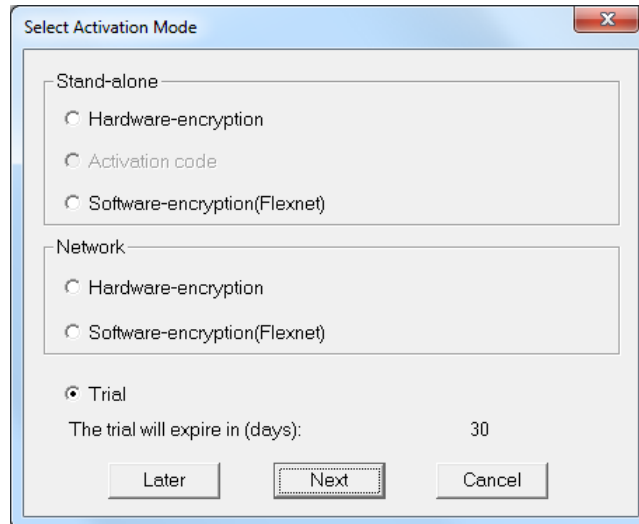 Select Activation Mode
Stand-alone
Hardware-encryption
Activation code
Software-encryption(Flexnet)
Network
Hardware-encryption
Software-encryption(Flexnet)
Trial
The trial will expire in (days): 30
Later Next Cancel